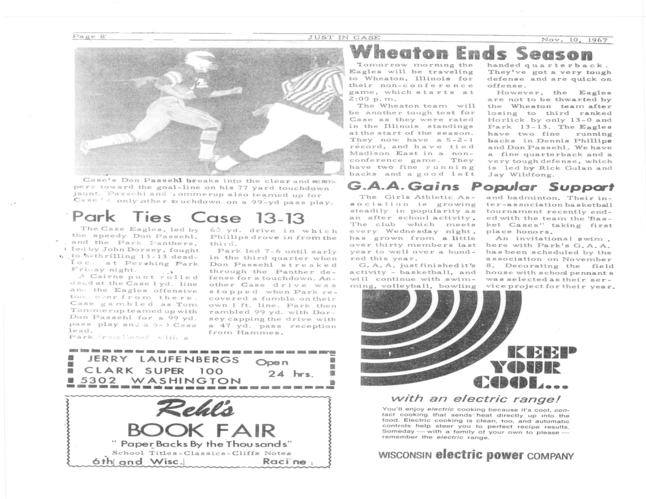 Page 8
JUST IN CASE
Nov. 10, 1967
Case's Don Passehl breaks into the clear and
pers toward the goal-line on his 77 yard touchdown
jaunt. Passehl and Tommerup also teamed up for
Case's only other touchdown on a 99-yd pass play.
Park Ties Case 13-13
The Case Eagles, led by
the speedy Don Passehl,
and the Park Panthers,
led by John Dorsey, fought
to a thrilling 13-13 dead-
lock at Pershing Park
Friday night.
A Cairns punt rolled
dead at the Case 1 yd. line
and the Eagles offensive
took over from there.
Case gambled as Tom
Tommerup teamed up with
Don Passehl for a 99 yd.
pass play and a 6-0 Case
lead.
Park with a
60 yd. drive in which
Phillips drove in from the
third.
Park led 7-6 until early
in the third quarter when
Don Passehl streaked
through the Panther de-
fense for a touchdown. An-
other Case drive was
stopped when Park re-
covered a fumble on their
own 1 ft. line. Park then
rambled 99 yd. with Dor-
sey capping the drive with
a 47 yd. pass reception
from Hammes.
Wheaton Ends Season
Tomorrow morning the
Eagles will be traveling
to Wheaton, Illinois for
their non-conference
game, which starts at
2:00 p.m.
The Wheaton team will
be another tough test for
Case as they were rated
in the Illinois standings
at the start of the season.
They now have a 5-2-1
record, and have tied
Madison East in a non-
conference game. They
have two fine running
backs and a good left
handed quarterback.
They've got a very tough
defense and are quick on
offense.
However, the Eagles
are not to be thwarted by
the Wheaton team after
losing to third ranked
Horlick by only 13-0 and
Park 13-13. The Eagles
have two fine running
backs in Dennis Phillips
and Don Passehl. We have
a fine quarterback and a
very tough defense, which
is led by Rick Gulan and
Jay Wildfong.
G.A.A. Gains Popular Support
The Girls Athletic As-
sociation is growing
steadily in popularity as
an after school activity.
The club which meets
every Wednesday night,
has grown from a little
over thirty members last
year to well over a hund-
red this year.
G.A.A. just finished it's
activity - basketball, and
will continue with swim-
ming, volleyball, bowling
and badminton. Their in-
ter-association basketball
tournament recently end-
ed with the team the "Bas-
ket Cases" taking first
place honors.
An invitational swim
here with Park's G.A.A.
has been scheduled by the
association on November
8. Decorating the field
house with school pennants
was selected as their ser-
vice project for their year.
JERRY LAUFENBERGS
CLARK SUPER 100
5302 WASHINGTON
Open
24 hrs.
Rehl's
BOOK FAIR
"Paper Backs By the Thousands"
School Titles-Classics-Cliffs Notes
6th and Wisc. Racine
KEEP
YOUR
COOL...
with an electric range!
You'll enjoy electric cooking because it's cool, con-
tact cooking that sends heat directly up into the
food. Electric cooking is clean, too, and automatic
controls help steer you to perfect recipe results.
Someday — with a family of your own to please —
remember the electric range.
WISCONSIN electric power COMPANY